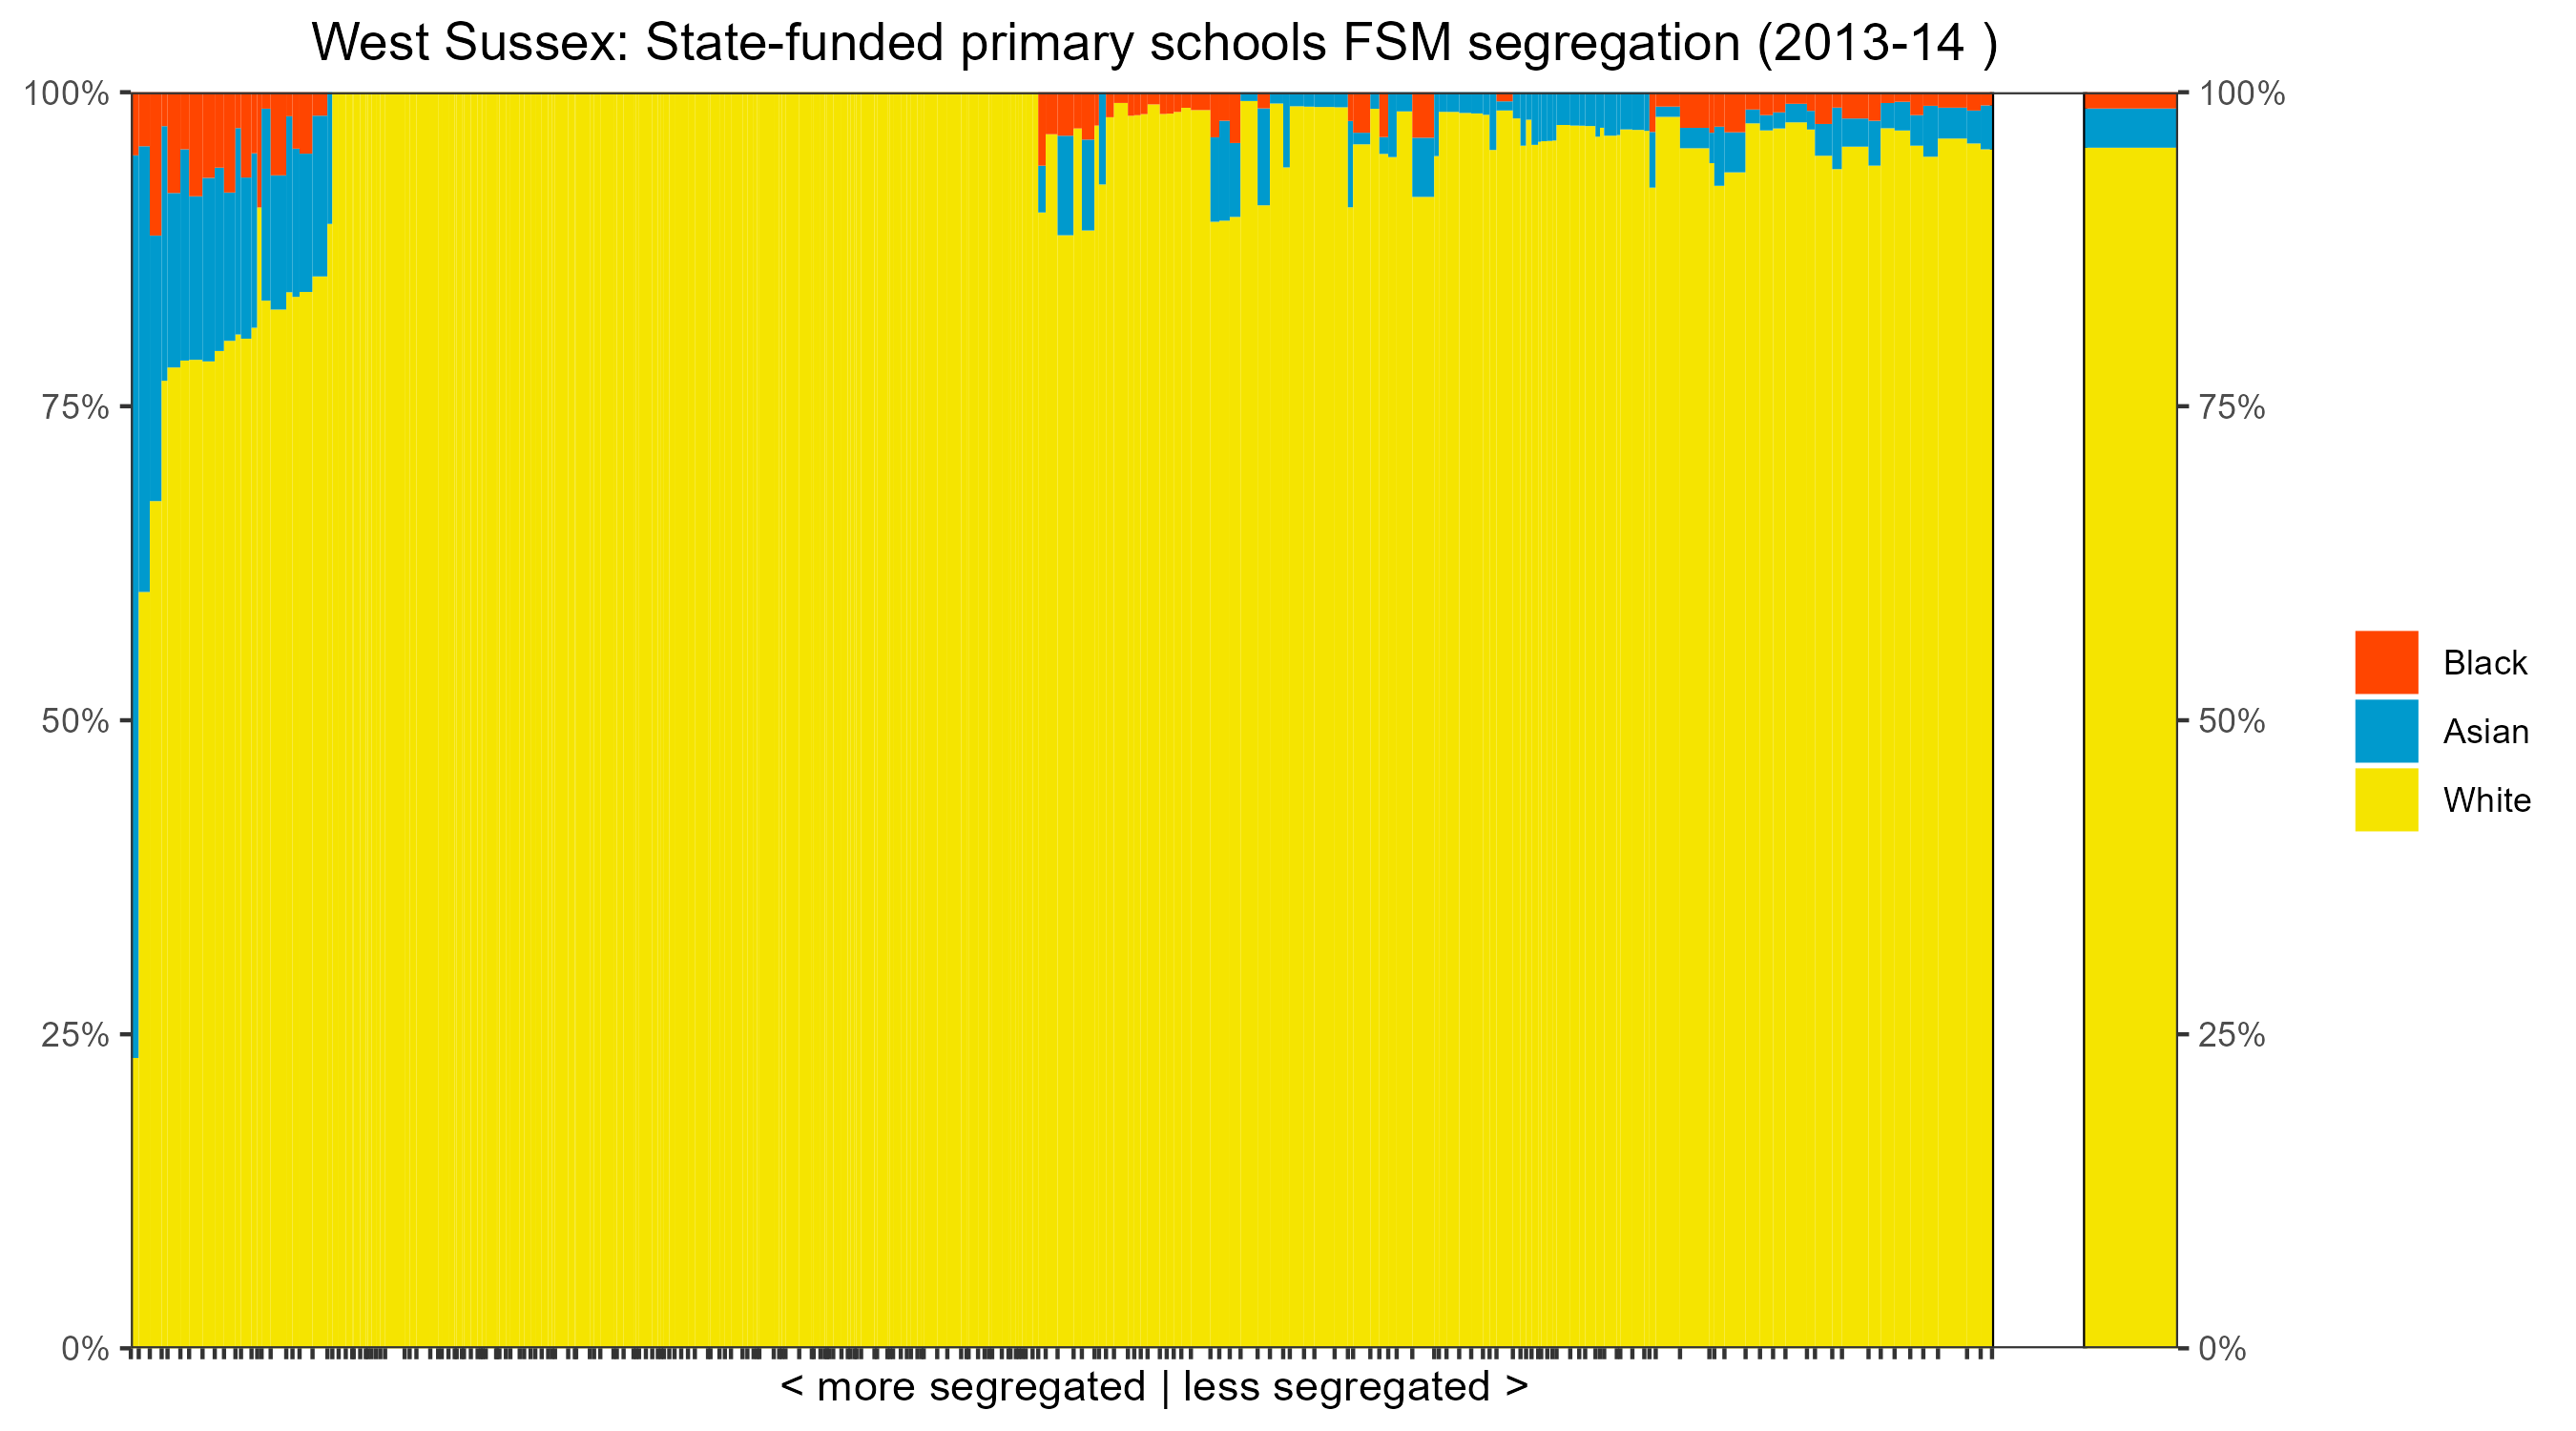 West Sussex: State-funded primary schools FSM segregation (2013-14 )
100%
75%
50%
25%
0%
100%
75%
50%
25%
0%
Black
Asian
White
< more segregated | less segregated >